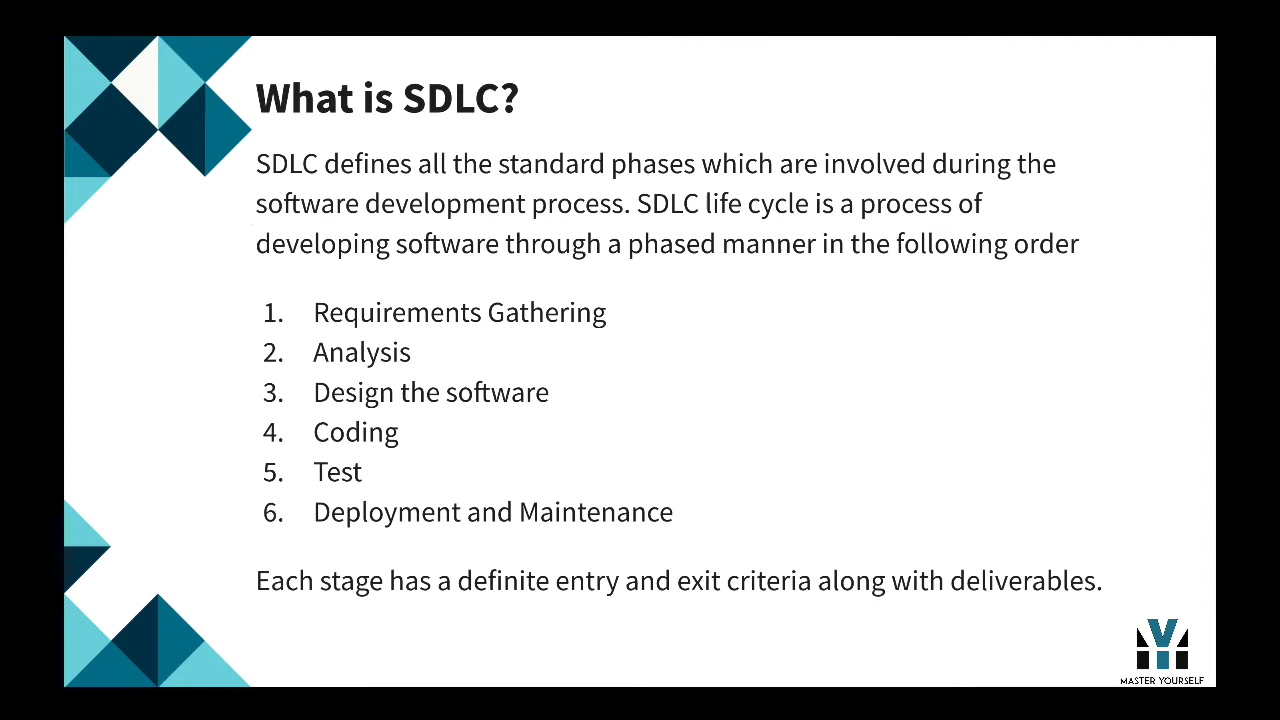 What is SDLC?
SDLC defines all the standard phases which are involved during the
software development process. SDLC life cycle is a process of
developing software through a phased manner in the following order
1. Requirements Gathering
2. Analysis
3. Design the software
4. Coding
5. Test
6. Deployment and Maintenance
Each stage has a definite entry and exit criteria along with deliverables.
MASTER YOURSELF